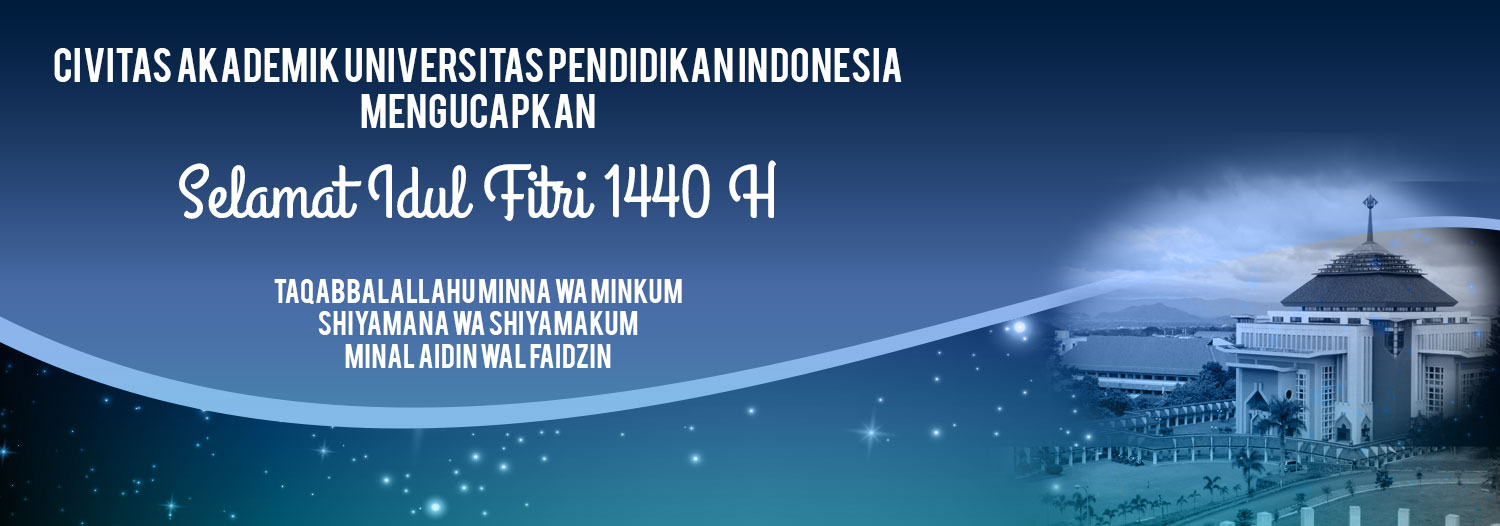 CIVITAS AKADEMIK UNIVERSITAS PENDIDIKAN INDONESIA
MENGUCAPKAN
Selamat Idul Fitri 1440 H
TAQABBALALLAHU MINNA WA MINKUM
SHIYAMANA WA SHIYAMAKUM
MINAL AIDIN WAL FAIDZIN